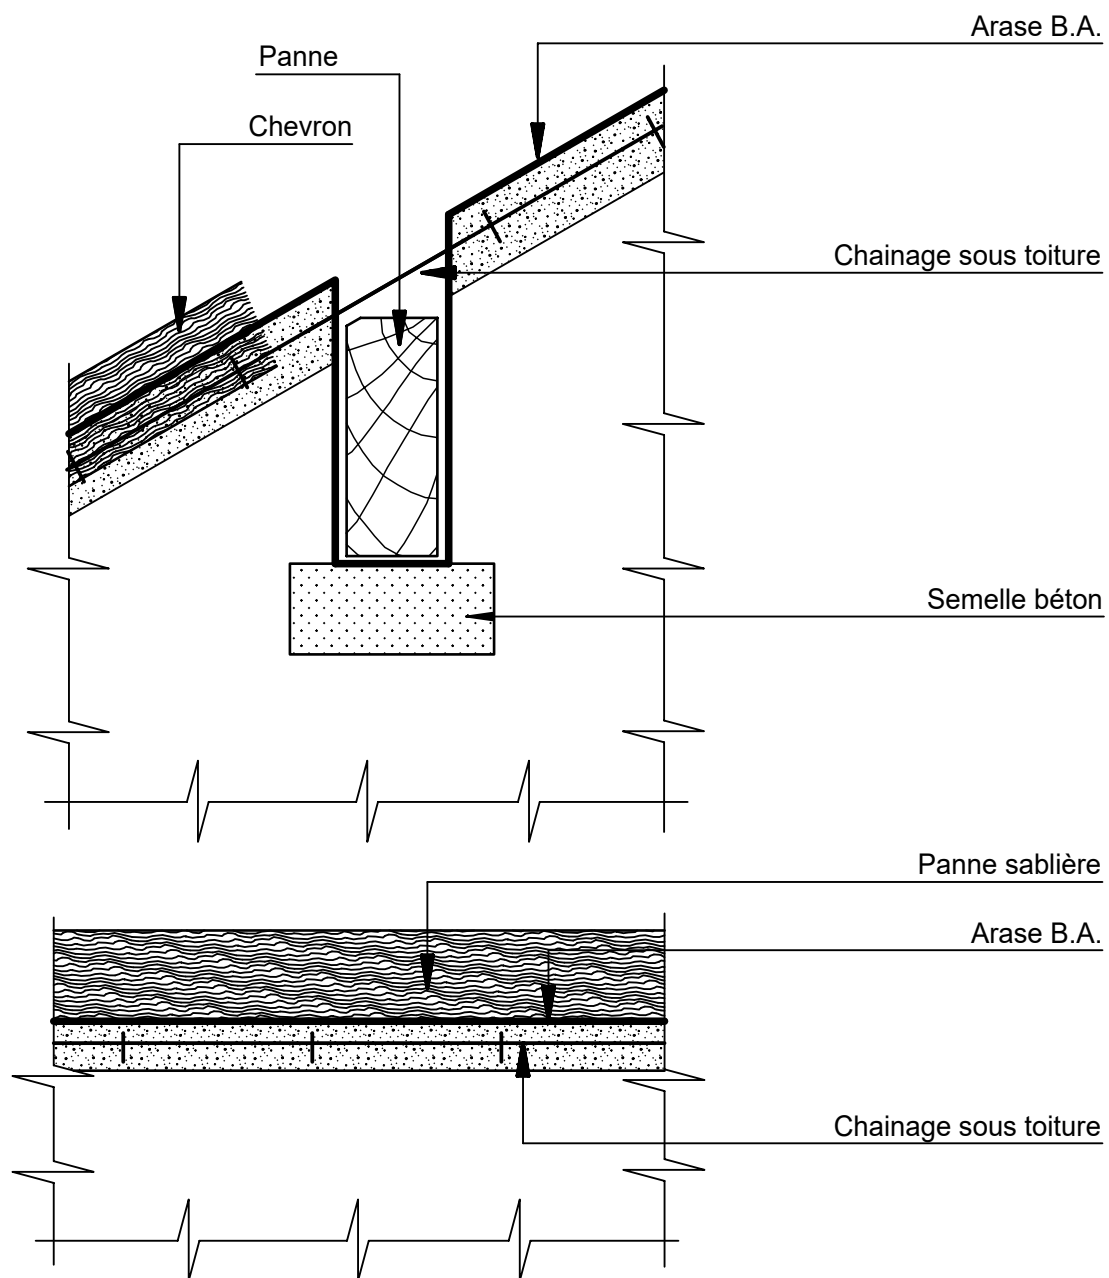 Arase B.A.
Panne
Chevron
Chainage sous toiture
Semelle béton
Panne sablière
Arase B.A.
Chainage sous toiture